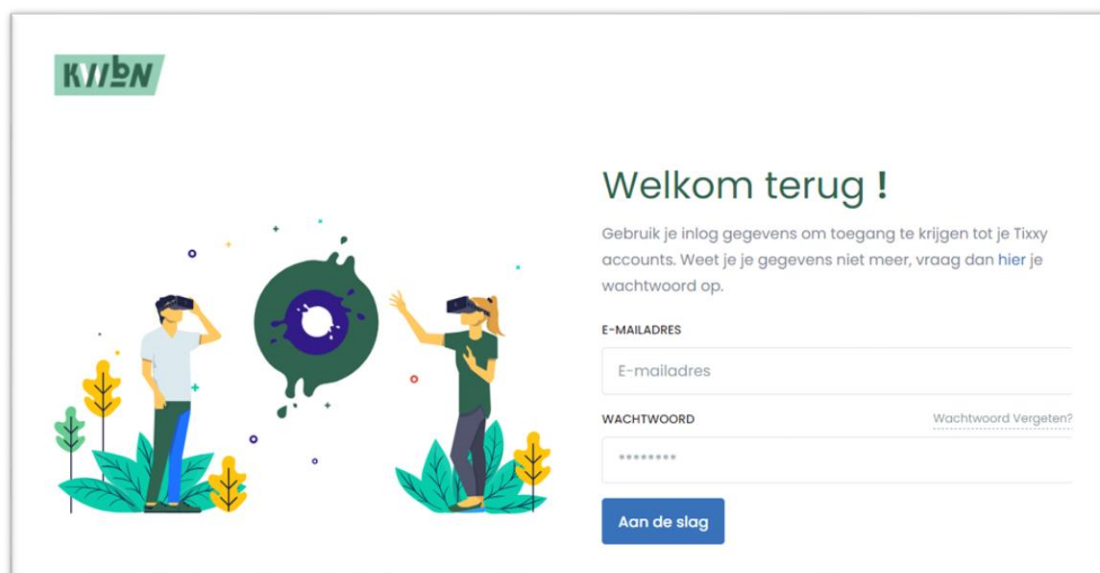 KWbN
Welkom terug !
Gebruik je inlog gegevens om toegang te krijgen tot je Tixxy
accounts. Weet je je gegevens niet meer, vraag dan hier je
wachtwoord op.
E-MAILADRES
E-mailadres
WACHTWOORD Wachtwoord Vergeten?
********
Aan de slag